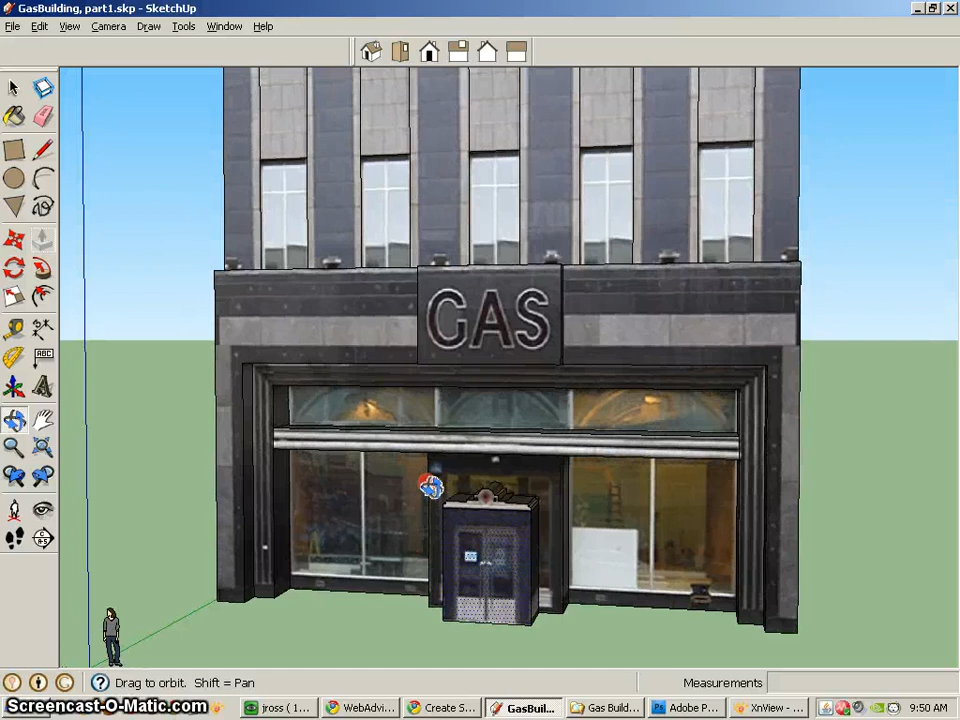 GasBuilding, part1.skp - SketchUp
File Edit View Camera Draw Tools Window Help
GAS
ABC
A
Drag to orbit. Shift = Pan
Measurements
Screencast-O-Matic.com
jross ( 1... WebAdvi... Create S... GasBuil... Gas Build... Adobe P... XnView - ... 9:50 AM